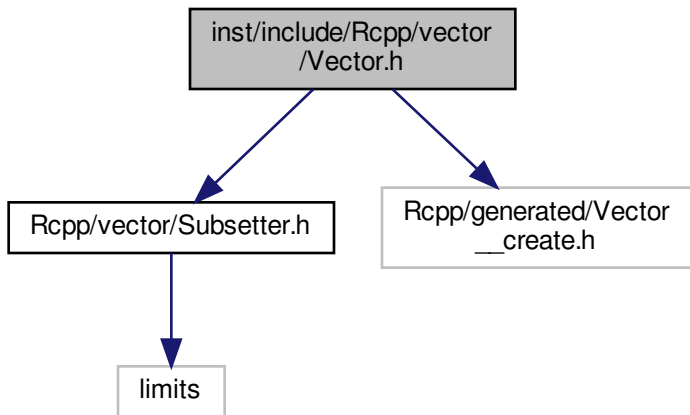 inst/include/Rcpp/vector
/Vector.h
Rcpp/vector/Subsetter.h
Rcpp/generated/Vector
__create.h
limits